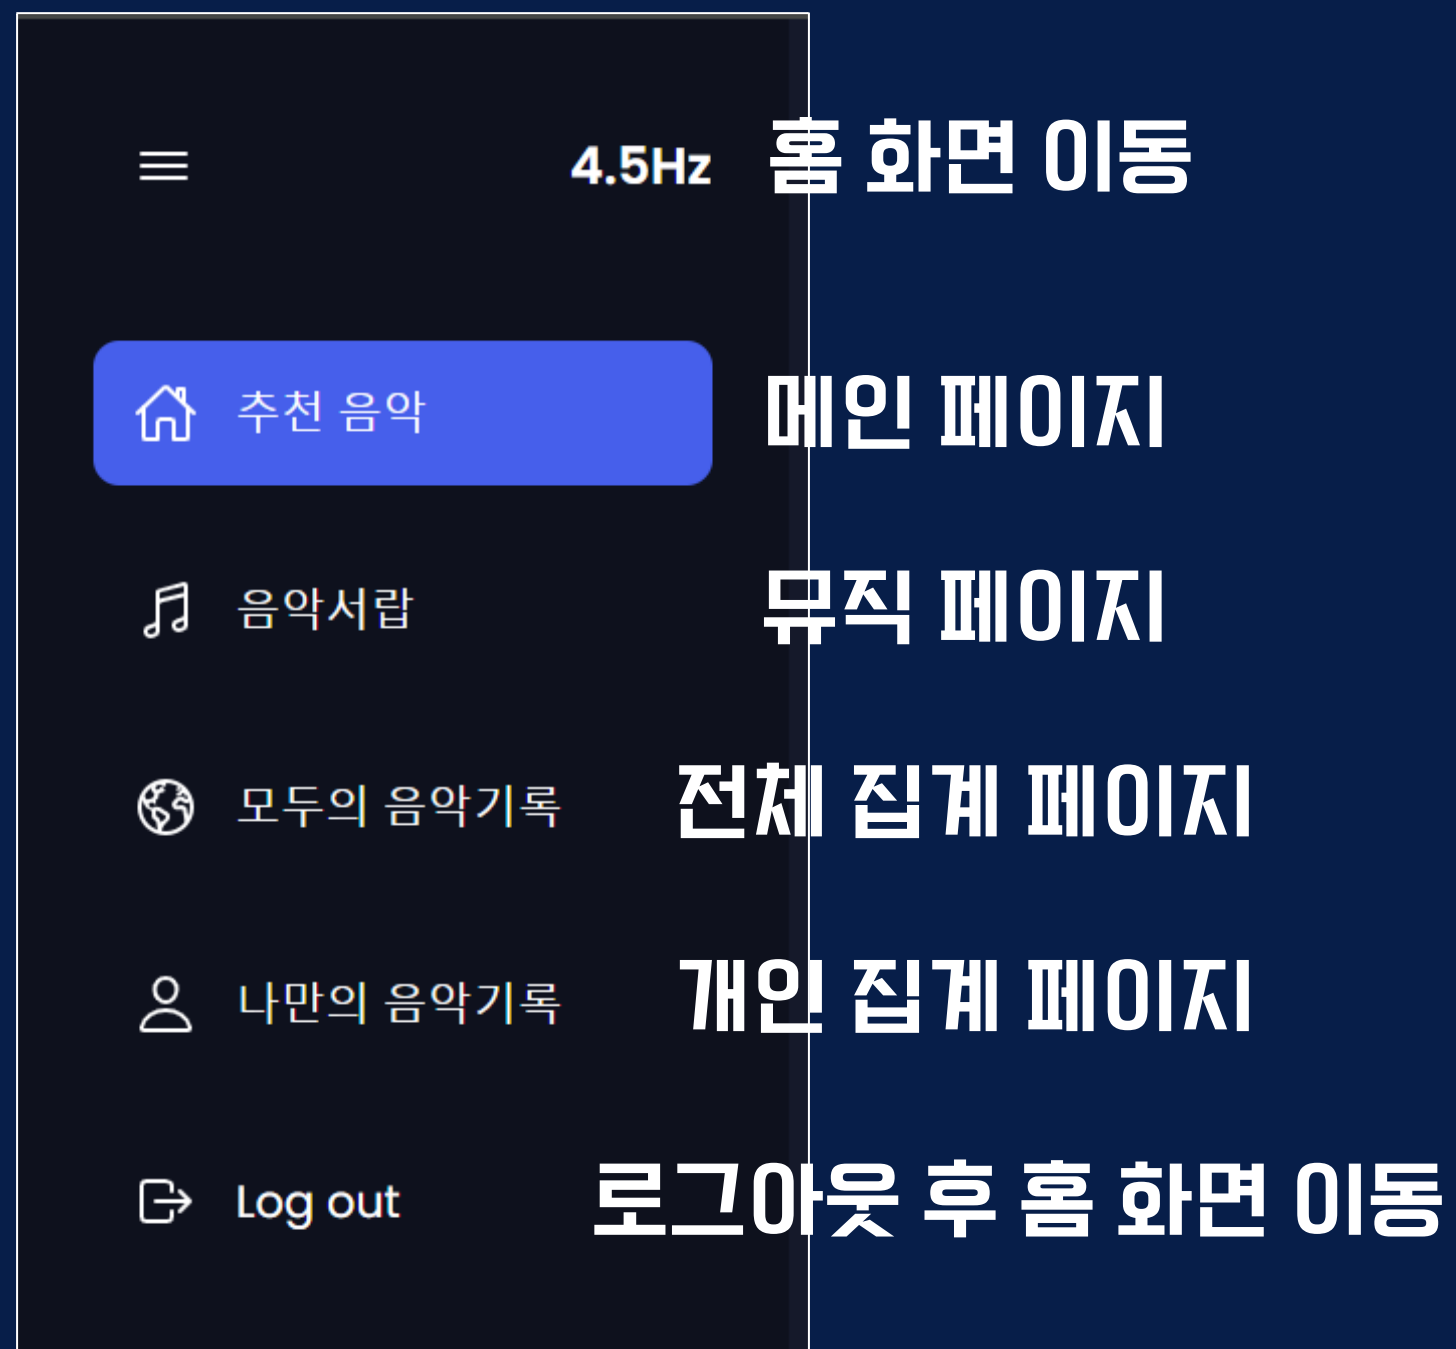 4.5Hz 홈 화면 이동
추천 음악 메인 페이지
음악서랍 뮤직 페이지
모두의 음악기록 전체 집계 페이지
나만의 음악기록 개인 집계 페이지
Log out 로그아웃 후 홈 화면 이동